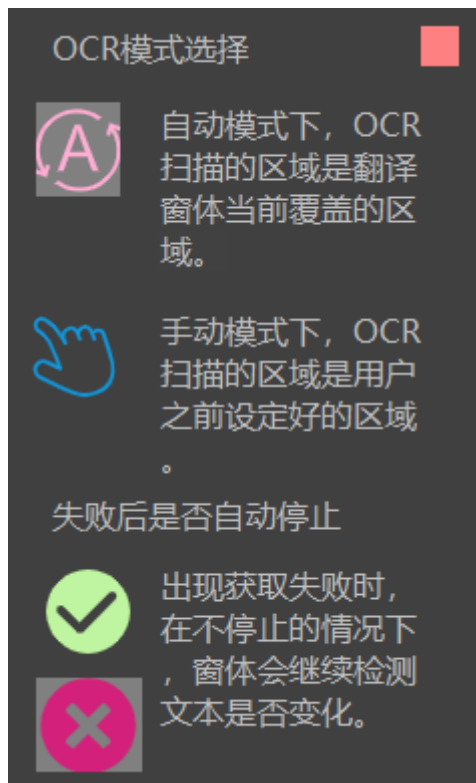 OCR模式选择
A
自动模式下，OCR
扫描的区域是翻译
窗体当前覆盖的区
域。
手动模式下，OCR
扫描的区域是用户
之前设定好的区域
。
失败后是否自动停止
出现获取失败时，
在不停止的情况下
，窗体会继续检测
文本是否变化。